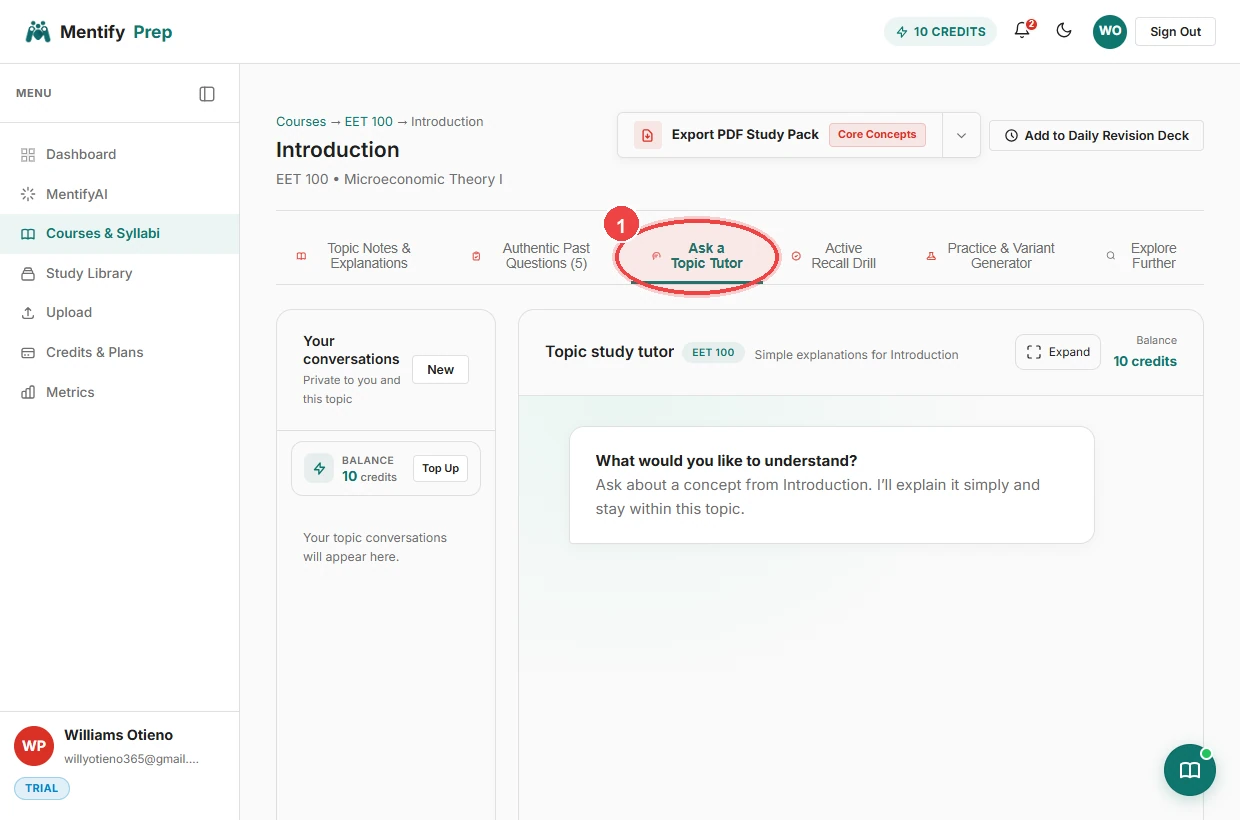 Mentify Prep
10 CREDITS
2
WO
Sign Out
MENU
Dashboard
MentifyAI
Courses & Syllabi
Study Library
Upload
Credits & Plans
Metrics
WP
Williams Otieno
willyotieno365@gmail....
TRIAL
Courses → EET 100 → Introduction
Introduction
EET 100 • Microeconomic Theory I
Export PDF Study Pack
Core Concepts
Add to Daily Revision Deck
1
Topic Notes &
Explanations
Authentic Past
Questions (5)
Ask a
Topic Tutor
Active
Recall Drill
Practice & Variant
Generator
Explore
Further
Your
conversations
Private to you and
this topic
New
BALANCE
10 credits
Top Up
Your topic conversations
will appear here.
Topic study tutor
EET 100
Simple explanations for Introduction
Expand
Balance
10 credits
What would you like to understand?
Ask about a concept from Introduction. I’ll explain it simply and
stay within this topic.